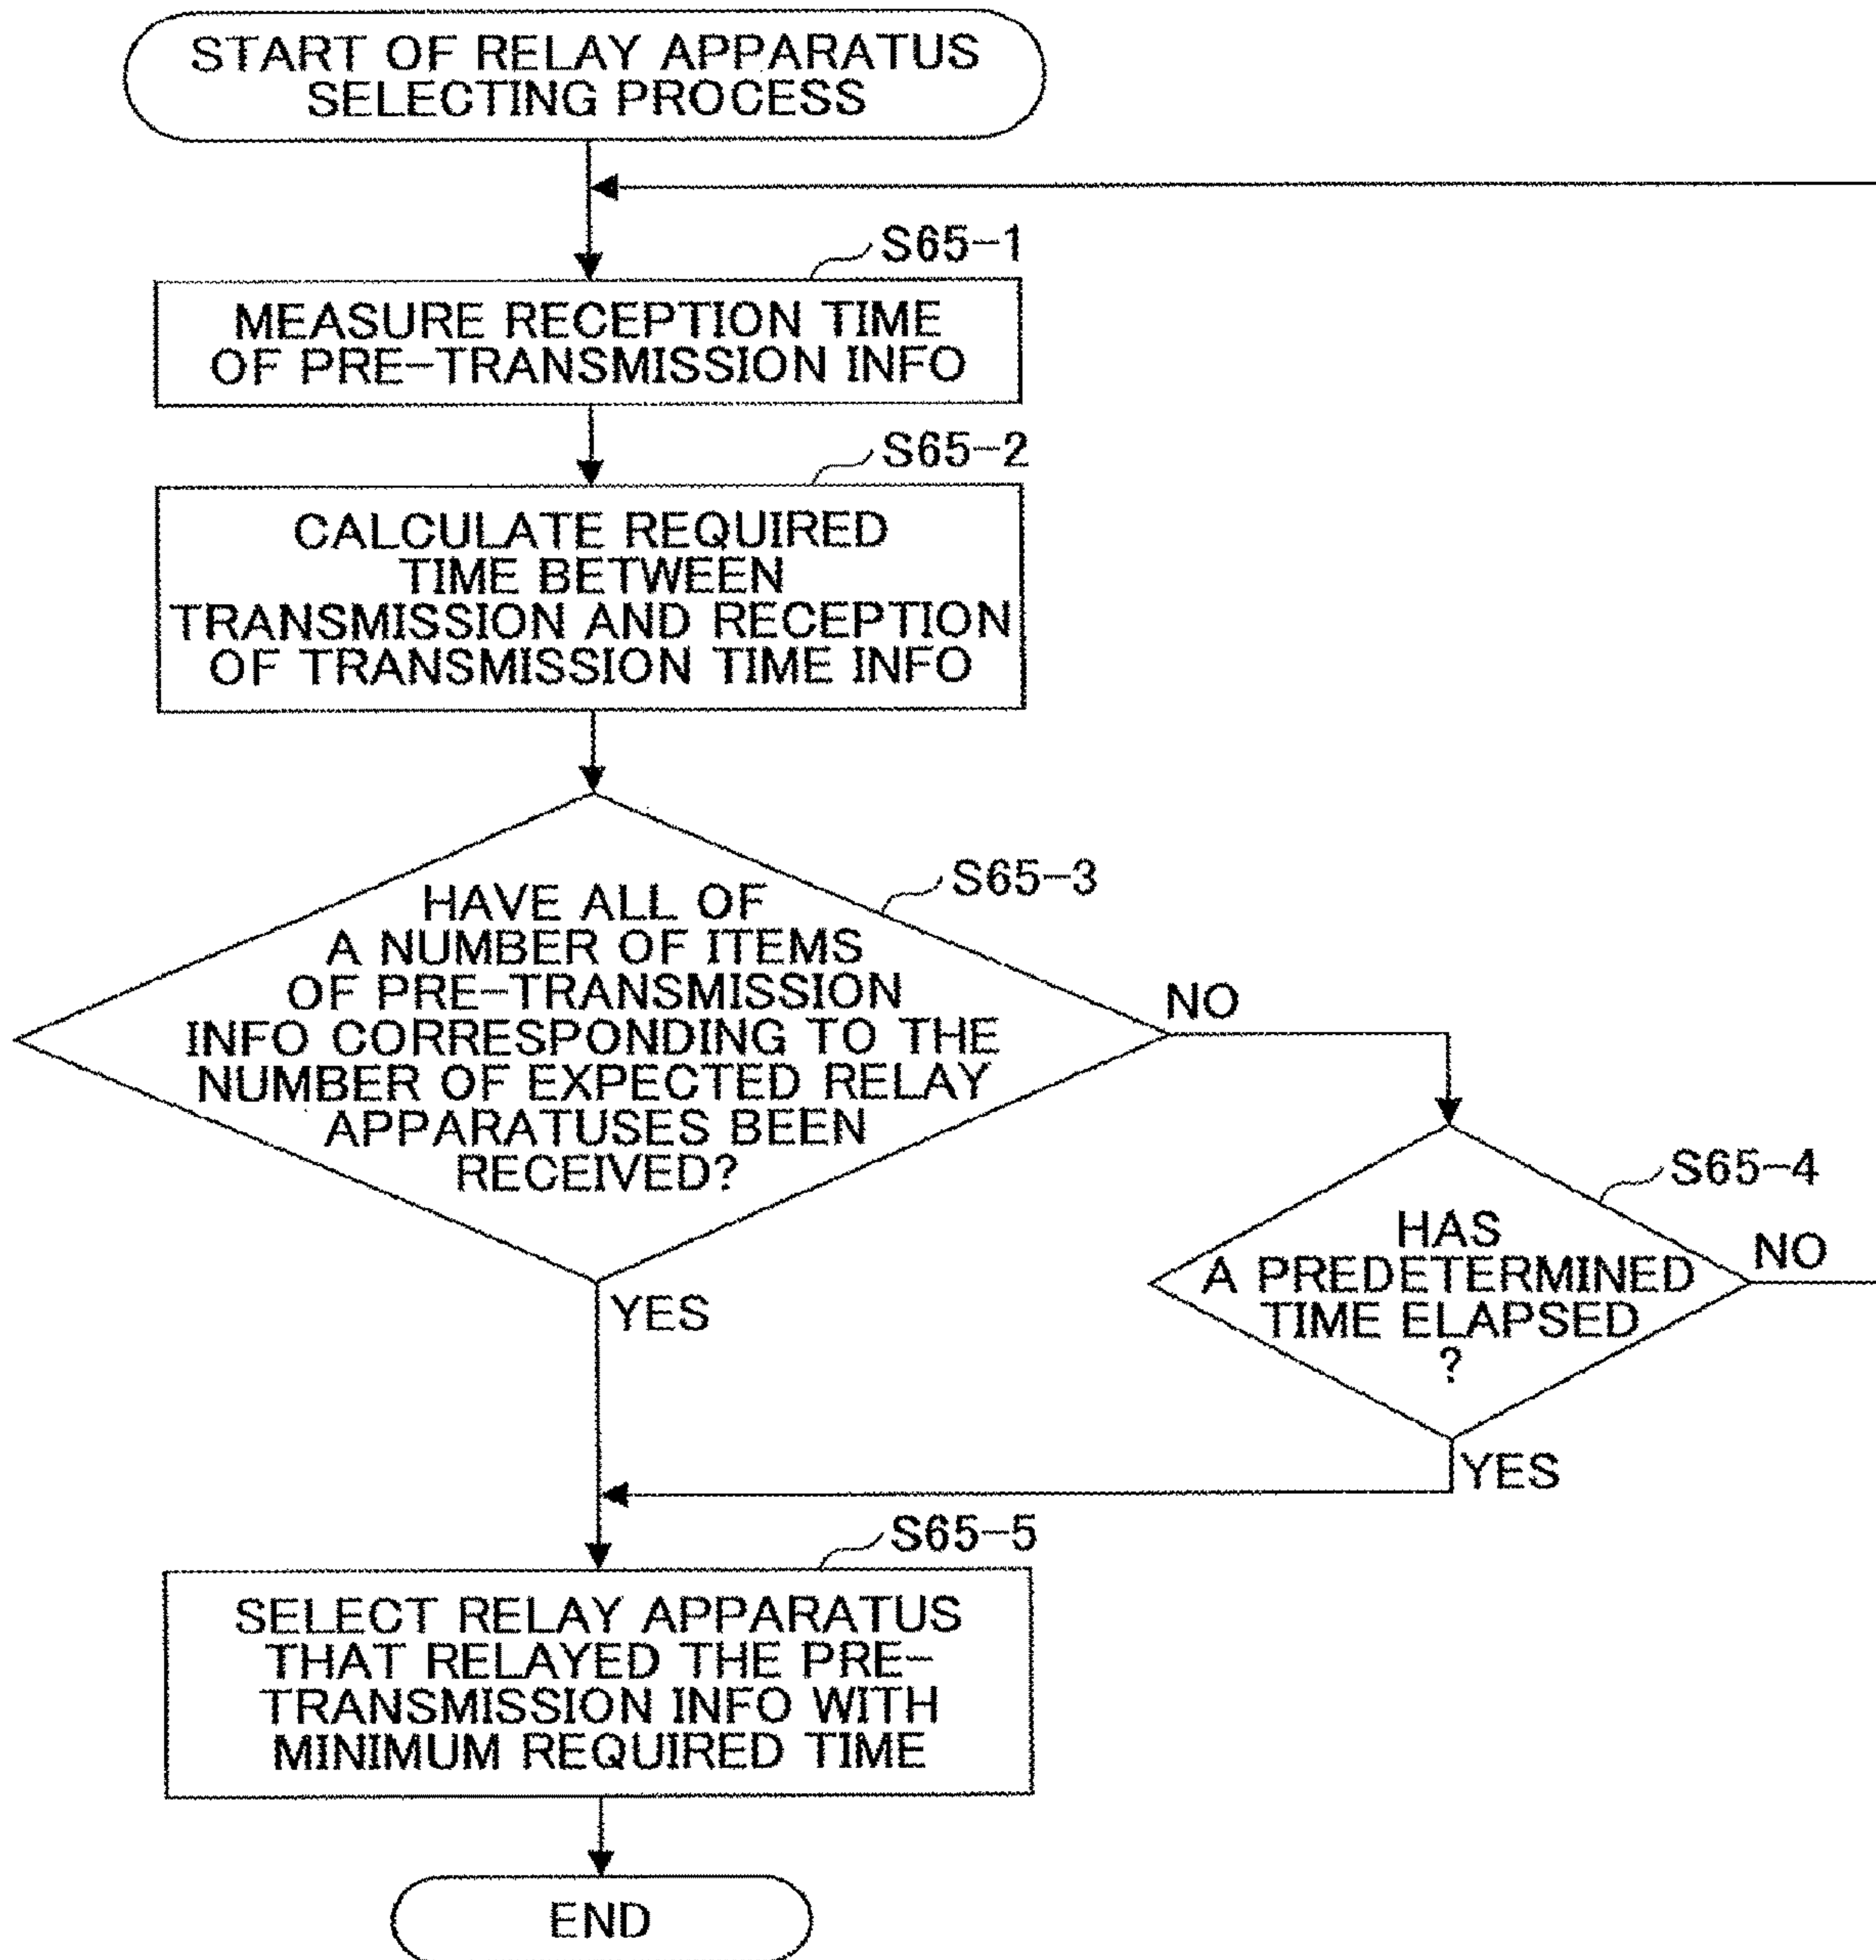 START OF RELAY APPARATUS
SELECTING PROCESS
S65-1
MEASURE RECEPTION TIME
OF PRE-TRANSMISSION INFO
S65-2
CALCULATE REQUIRED
TIME BETWEEN
TRANSMISSION AND RECEPTION
OF TRANSMISSION TIME INFO
S65-3
HAVE ALL OF
A NUMBER OF ITEMS
OF PRE-TRANSMISSION
INFO CORRESPONDING TO THE
NUMBER OF EXPECTED RELAY
APPARATUSES BEEN
RECEIVED?
NO
YES
S65-4
HAS
A PREDETERMINED
TIME ELAPSED
?
NO
YES
S65-5
SELECT RELAY APPARATUS
THAT RELAYED THE PRE-
TRANSMISSION INFO WITH
MINIMUM REQUIRED TIME
END